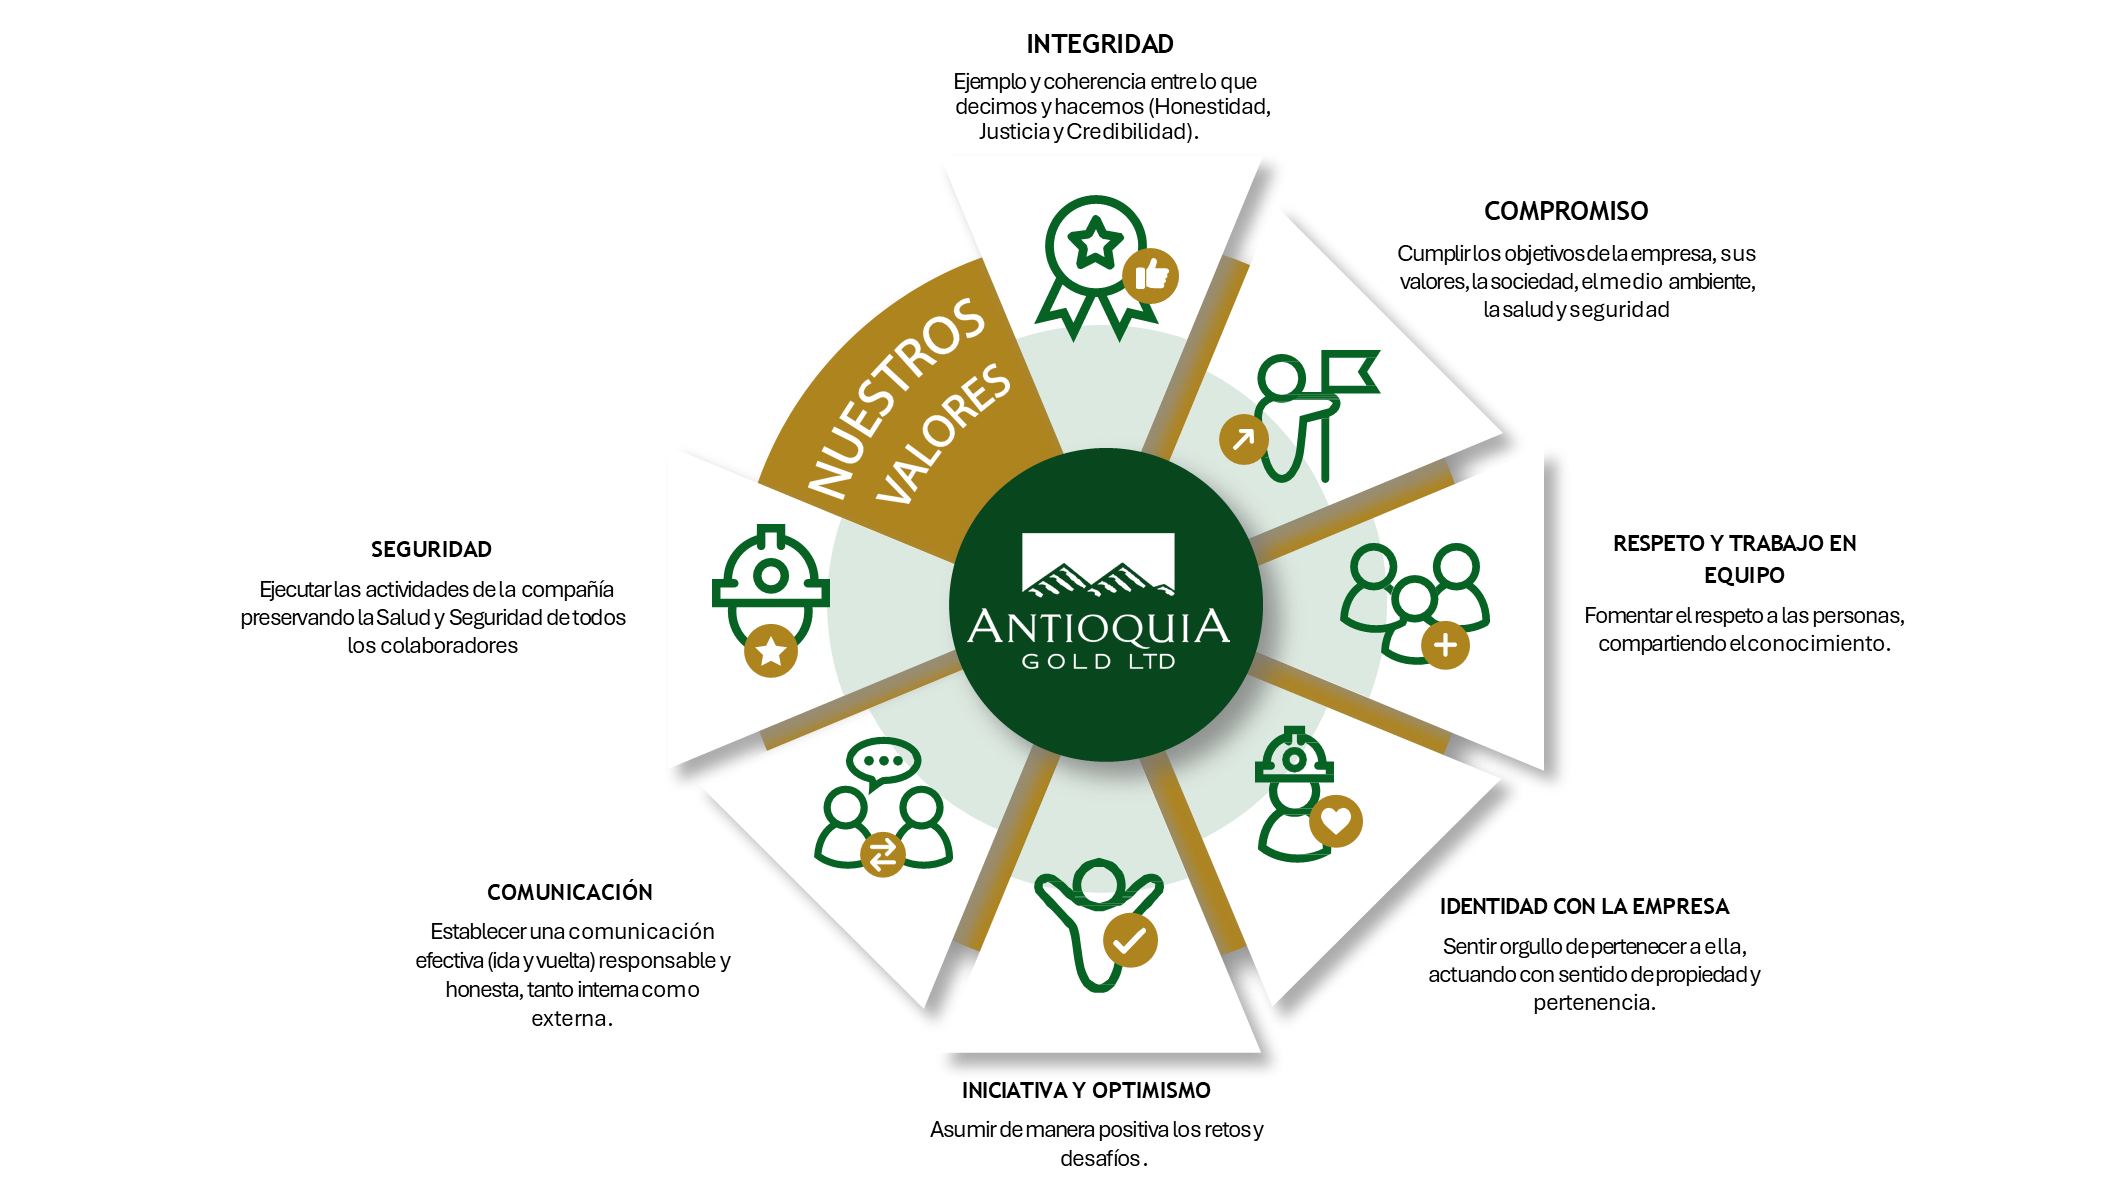 INTEGRIDAD
Ejemplo y coherencia entre lo que
decimos y hacemos (Honestidad,
Justicia y Credibilidad).
COMPROMISO
Cumplir los objetivos de la empresa, sus
valores, la sociedad, el medio ambiente,
la salud y seguridad
RESPETO Y TRABAJO EN
EQUIPO
Fomentar el respeto a las personas,
compartiendo el conocimiento.
IDENTIDAD CON LA EMPRESA
Sentir orgullo de pertenecer a ella,
actuando con sentido de propiedad y
pertenencia.
INICIATIVA Y OPTIMISMO
Asumir de manera positiva los retos y
desafíos.
COMUNICACIÓN
Establecer una comunicación
efectiva (ida y vuelta) responsable y
honesta, tanto interna como
externa.
SEGURIDAD
Ejecutar las actividades de la compañía
preservando la Salud y Seguridad de todos
los colaboradores
NUESTROS
VALORES
ANTIOQUIA
GOLD LTD